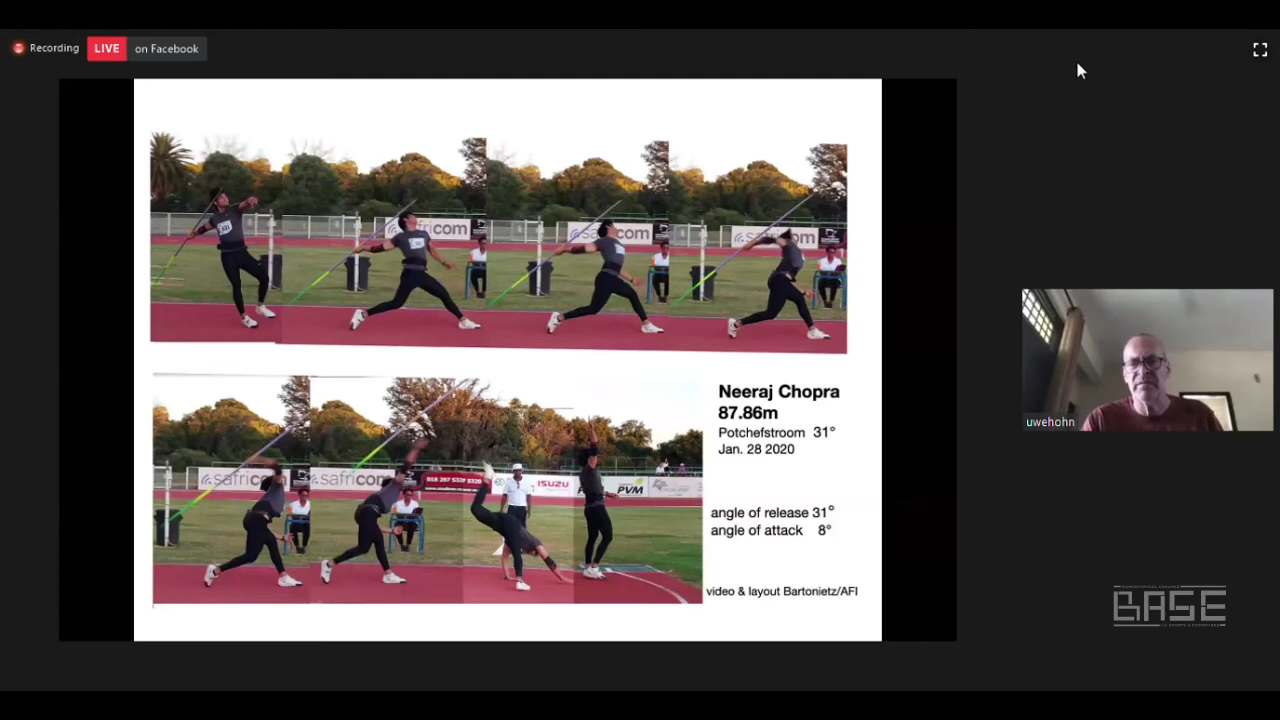 Recording
LIVE on Facebook
safricom
safricom
safricom
Neeraj Chopra
87.86m
Potchefstroom 31°
Jan. 28 2020
safricom
safricom
ISUZU
PVM
angle of release 31°
angle of attack 8°
video & layout Bartonietz/AFI
uwehohn
BASE